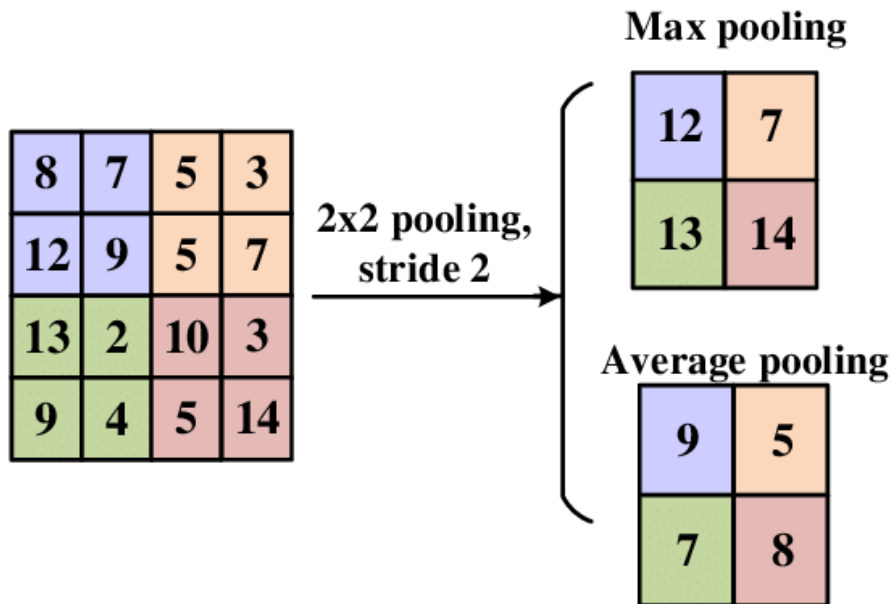 Max pooling
12 7
13 14
8 7 5 3
12 9 5 7
13 2 10 3
9 4 5 14
2x2 pooling,
stride 2
Average pooling
9 5
7 8